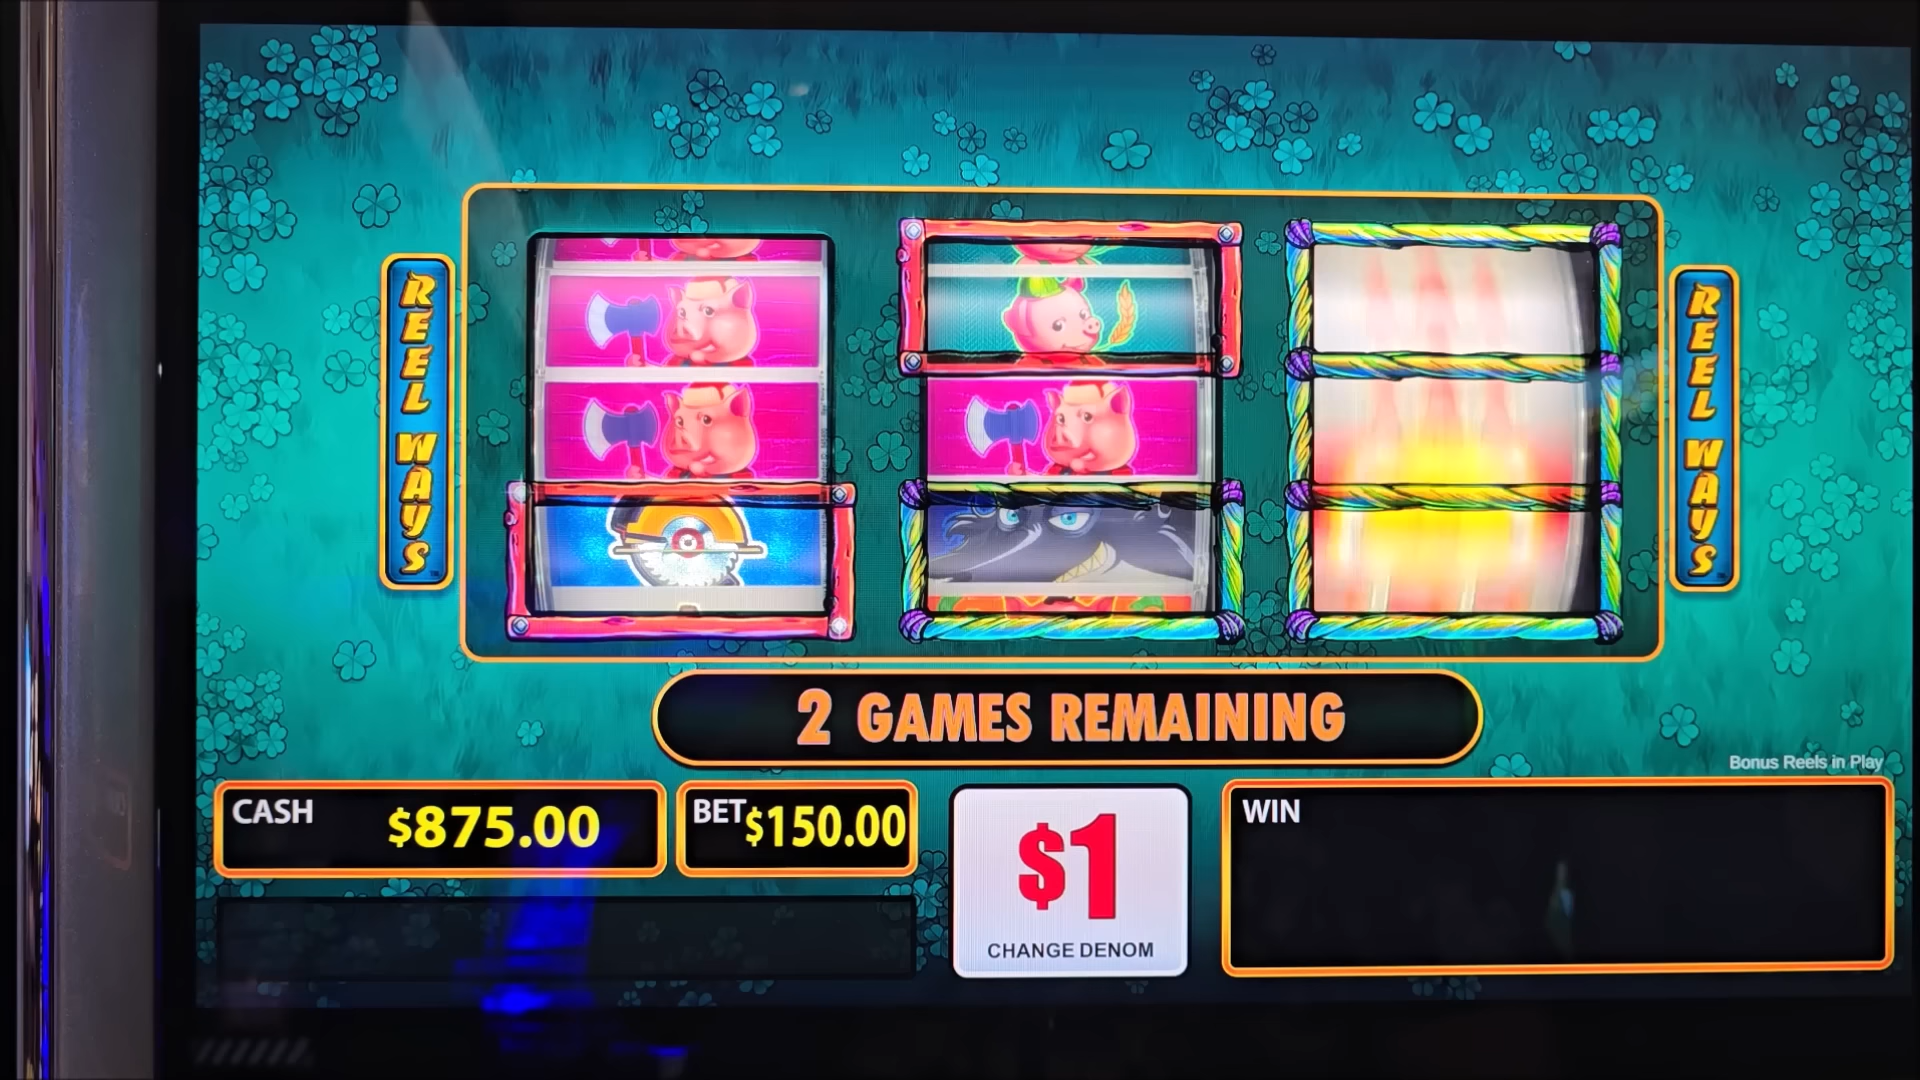 REEL WAYS
REEL WAYS
2 GAMES REMAINING
Bonus Reels in Play
CASH $875.00
BET $150.00
$1
CHANGE DENOM
WIN